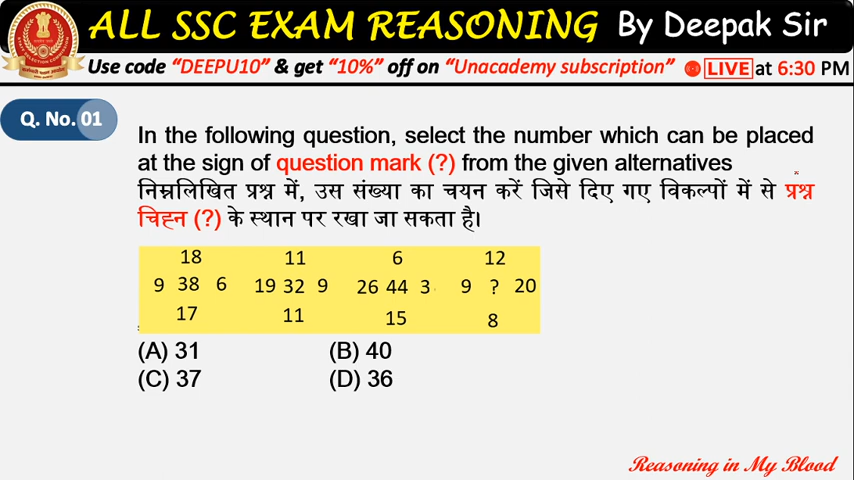 ALL SSC EXAM REASONING By Deepak Sir
Use code "DEEPU10" & get "10%" off on "Unacademy subscription" LIVE at 6:30 PM
Q. No. 01
In the following question, select the number which can be placed
at the sign of question mark (?) from the given alternatives
निम्नलिखित प्रश्न में, उस संख्या का चयन करें जिसे दिए गए विकल्पों में से प्रश्न
चिह्न (?) के स्थान पर रखा जा सकता है।
18 11 6 12
9 38 6 19 32 9 26 44 3 9 ? 20
17 11 15 8
(A) 31 (B) 40
(C) 37 (D) 36
Reasoning in My Blood